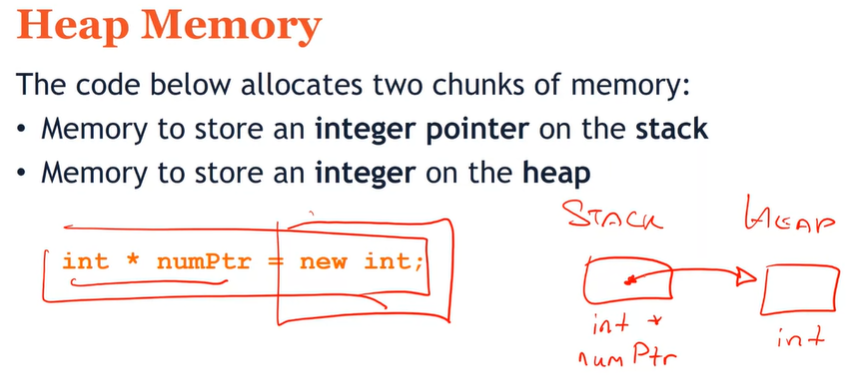 Heap Memory
The code below allocates two chunks of memory:
• Memory to store an integer pointer on the stack
• Memory to store an integer on the heap
STACK HEAP
int * numPtr = new int;
int *
numPtr
int